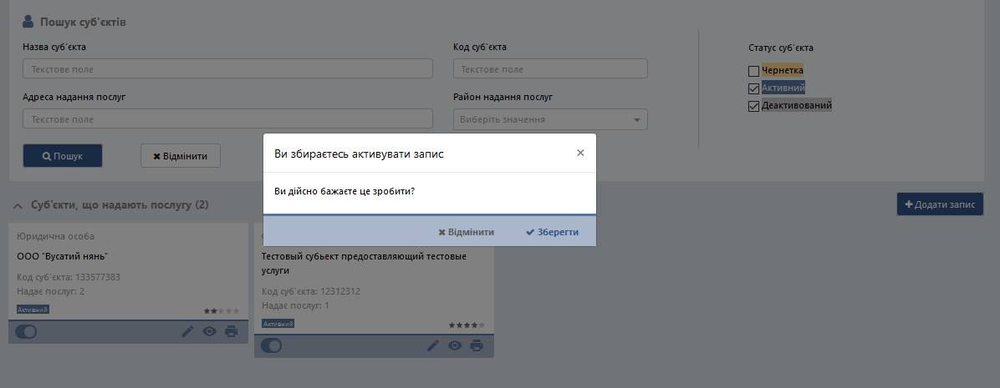 Пошук суб'єктів
Назва суб'єкта
Код суб'єкта
Статус суб'єкта
Текстове поле
Текстове поле
Чернетка
Активний
Адреса надання послуг
Район надання послуг
Деактивований
Текстове поле
Виберіть значення
Пошук
Відмінити
Ви збираєтесь активувати запис
Ви дійсно бажаєте це зробити?
Відмінити
Зберегти
Суб'єкти, що надають послугу (2)
Додати запис
Юридична особа
ООО "Вусатий нянь"
Код суб'єкта: 133577383
Надає послуг: 2
Активний
Тестовый субьект предоставляющий тестовые
услуги
Код суб'єкта: 12312312
Надає послуг: 1
Активний